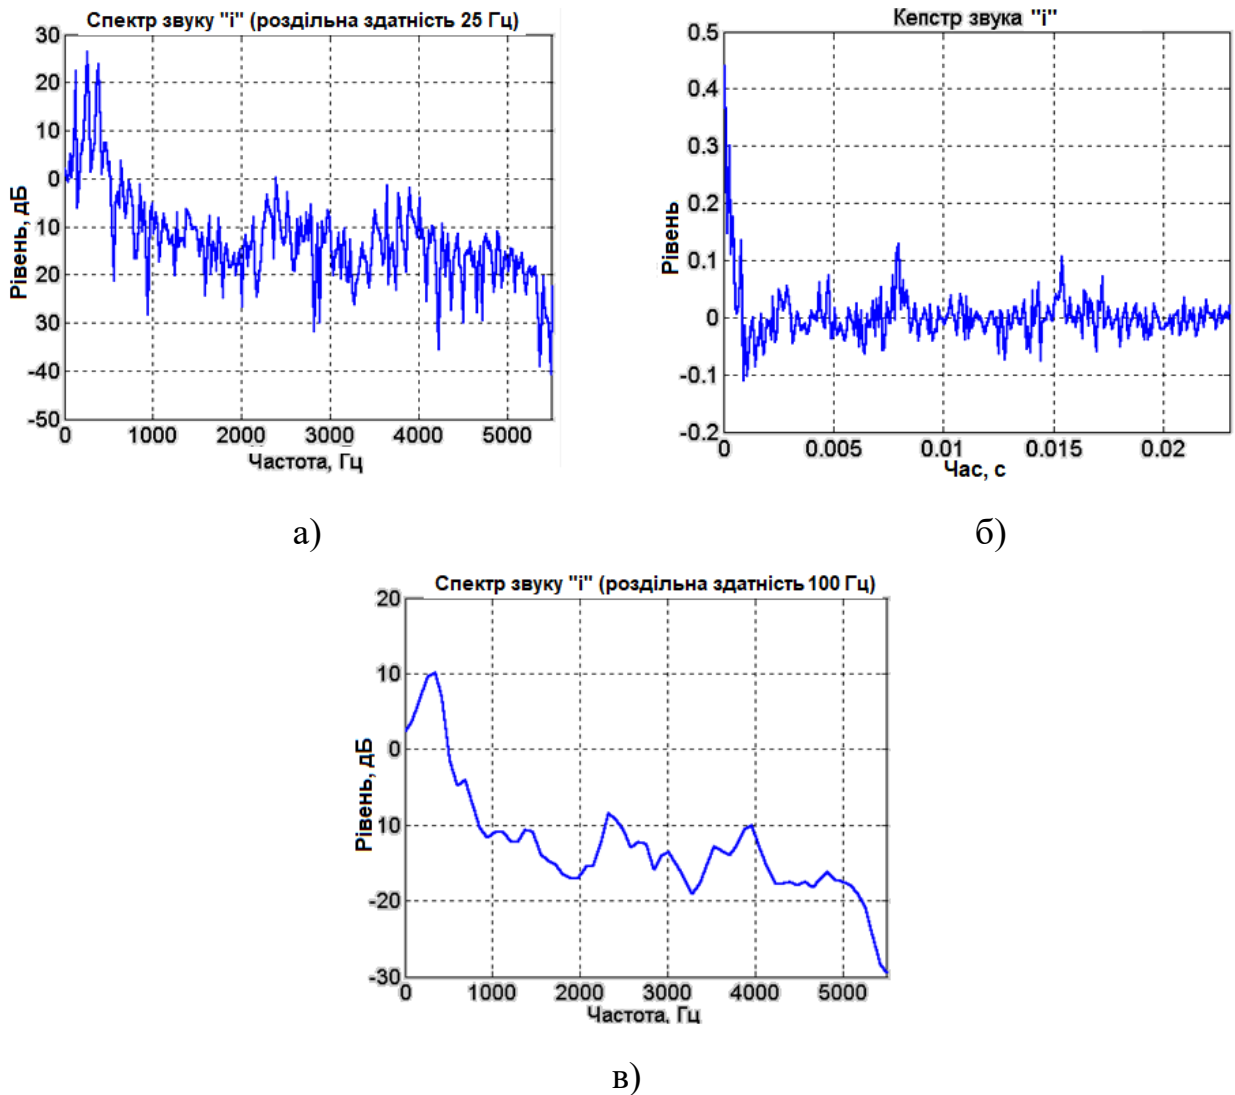 Спектр звуку "і" (роздільна здатність 25 Гц)
30
20
10
0
10
20
30
-40
-50
Рівень, дБ
0 1000 2000 3000 4000 5000
Частота, Гц
а)
Кепстр звука "і"
0.5
0.4
0.3
0.2
0.1
0
-0.1
-0.2
Рівень
0 0.005 0.01 0.015 0.02
Час, с
б)
Спектр звуку "і" (роздільна здатність 100 Гц)
20
10
0
10
-20
-30
Рівень, дБ
0 1000 2000 3000 4000 5000
Частота, Гц
в)